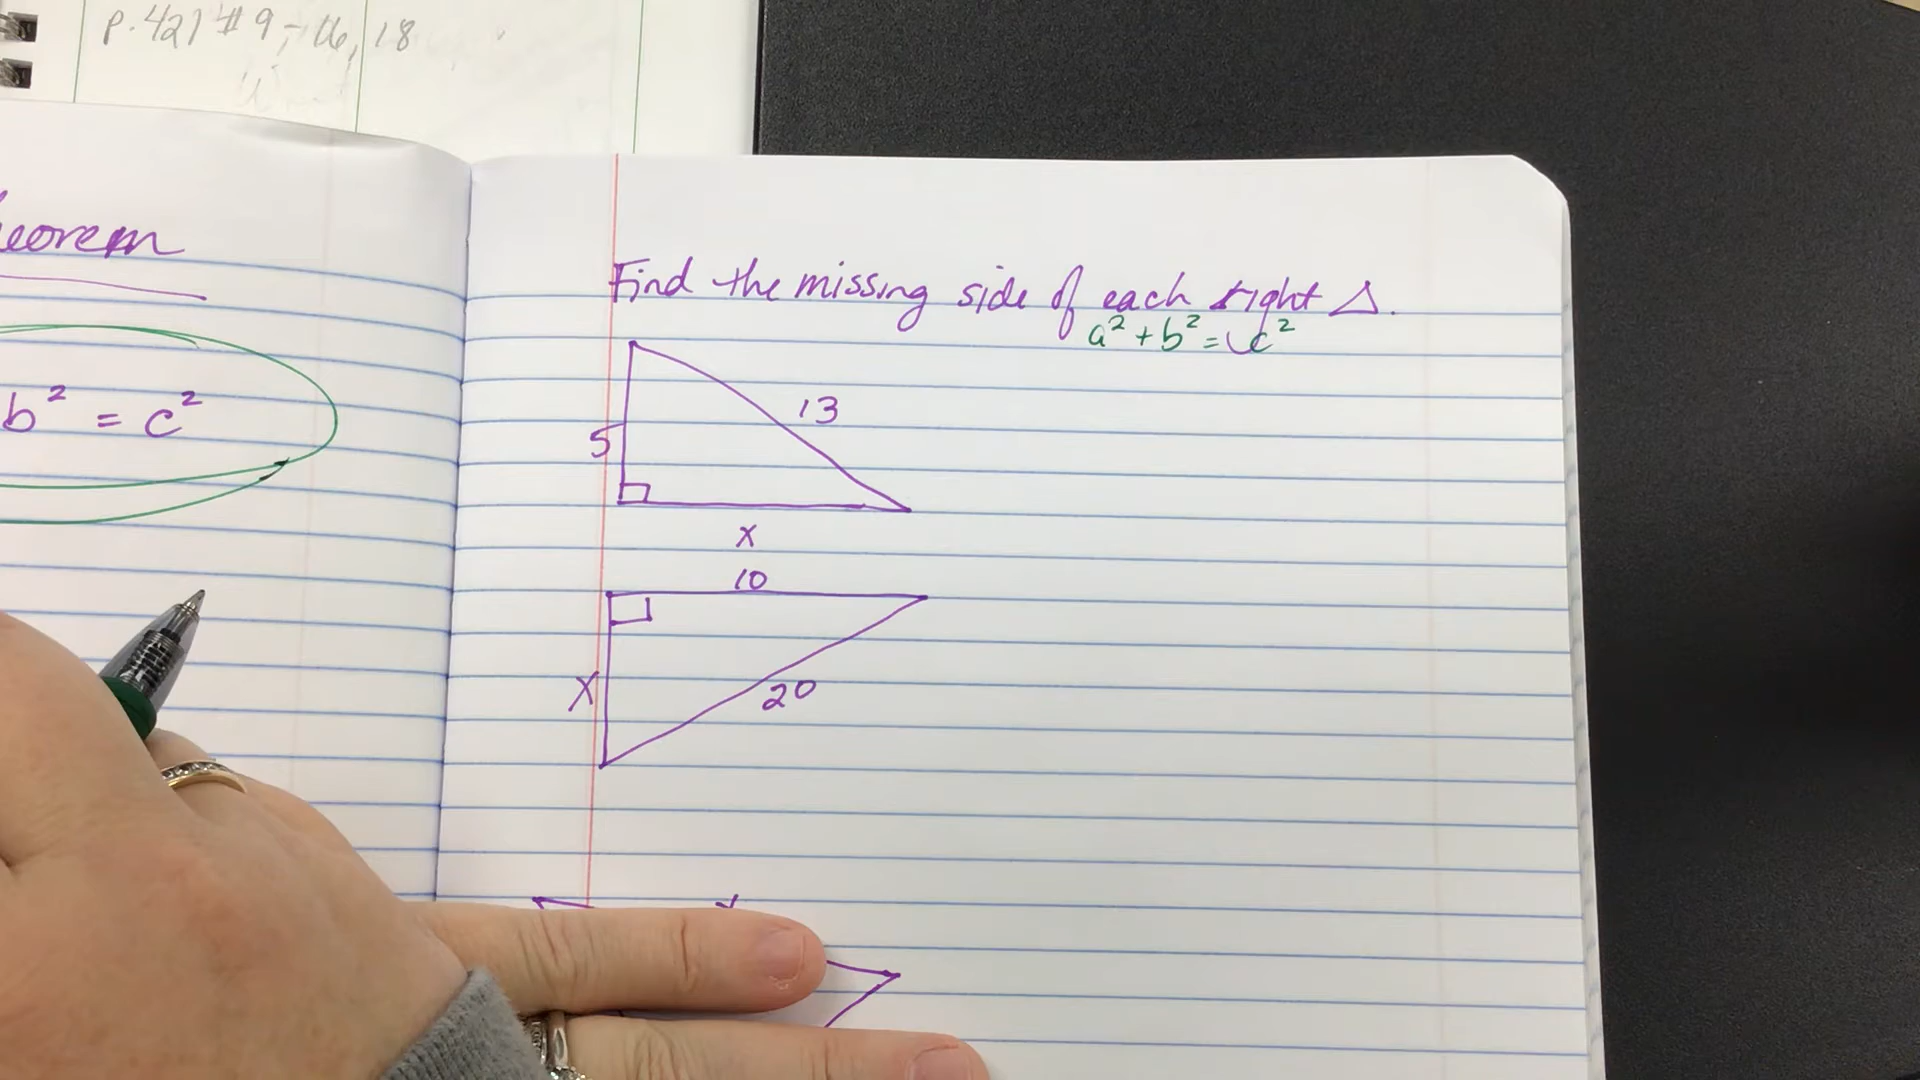 p. 421 # 9-16, 18
eorem
b² = c²
Find the missing side of each right △.
a² + b² = c²
13
5
x
10
x
20